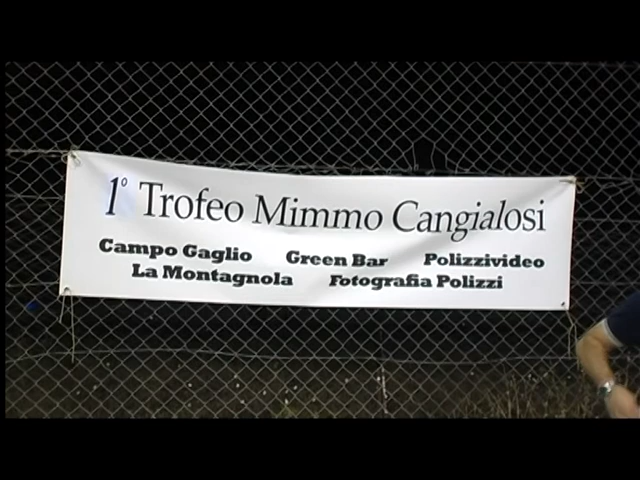 1° Trofeo Mimmo Cangialosi
Campo Gaglio Green Bar Polizzivideo
La Montagnola Fotografia Polizzi